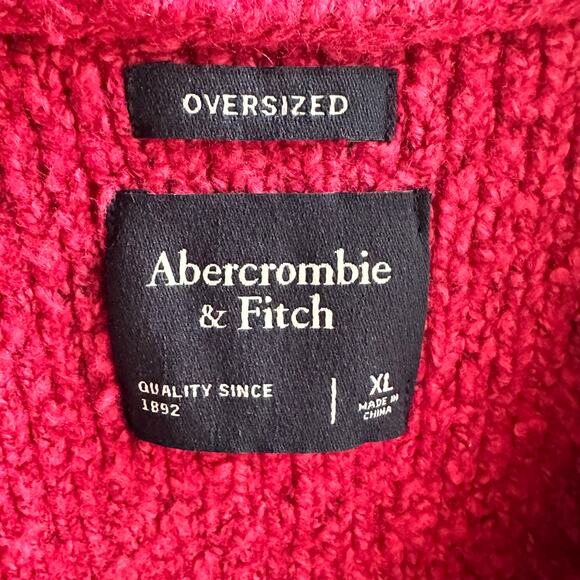 OVERSIZED
Abercrombie
& Fitch
QUALITY SINCE
1892
XL
MADE IN
CHINA